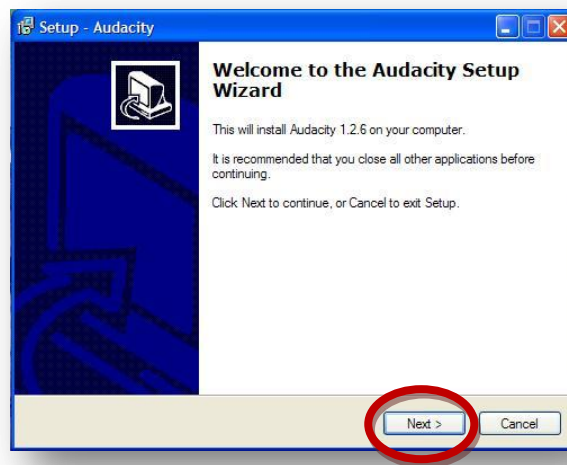 Setup - Audacity
Welcome to the Audacity Setup
Wizard
This will install Audacity 1.2.6 on your computer.
It is recommended that you close all other applications before
continuing.
Click Next to continue, or Cancel to exit Setup.
Next >
Cancel